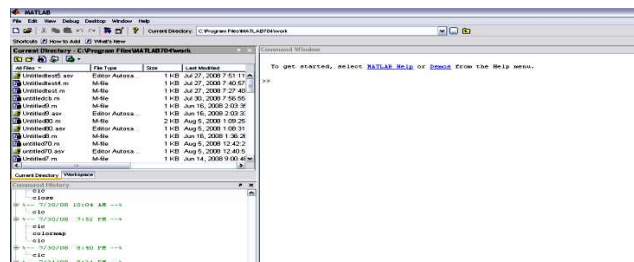 MATLAB
File Edit View Debug Desktop Window Help
Current Directory: C:\Program Files\MATLAB704\work
Shortcuts How to Add What's New
Current Directory - C:\Program Files\MATLAB704\work
All Files File Type Size Last Modified
Untitledtest5.asv Editor Autosa... 1 KB Jul 27, 2008 7:51:11
Untitledtest4.m M-file 1 KB Jul 27, 2008 7:40:57
Untitledtest.m M-file 1 KB Jul 27, 2008 7:27:40
untitledcb.m M-file 1 KB Jul 30, 2008 7:56:55
Untitled9.m M-file 1 KB Jun 16, 2008 2:03:3
Untitled9.asv Editor Autosa... 1 KB Jun 16, 2008 2:03:3
Untitled80.m M-file 2 KB Aug 5, 2008 1:09:25
Untitled80.asv Editor Autosa... 1 KB Aug 5, 2008 1:08:31
Untitled8.m M-file 1 KB Jun 16, 2008 1:36:2
untitled70.m M-file 1 KB Aug 5, 2008 12:42:2
untitled70.asv Editor Autosa... 1 KB Aug 5, 2008 12:40:5
Untitled7.m M-file 1 KB Jun 14, 2008 9:00:4
Current Directory Workspace
Command History
clc
close
%-- 7/30/08 10:04 AM --%
clc
%-- 7/30/08 7:52 PM --%
clc
colormap
clc
%-- 7/30/08 8:40 PM --%
clc
Command Window
To get started, select MATLAB Help or Demos from the Help menu.
>>